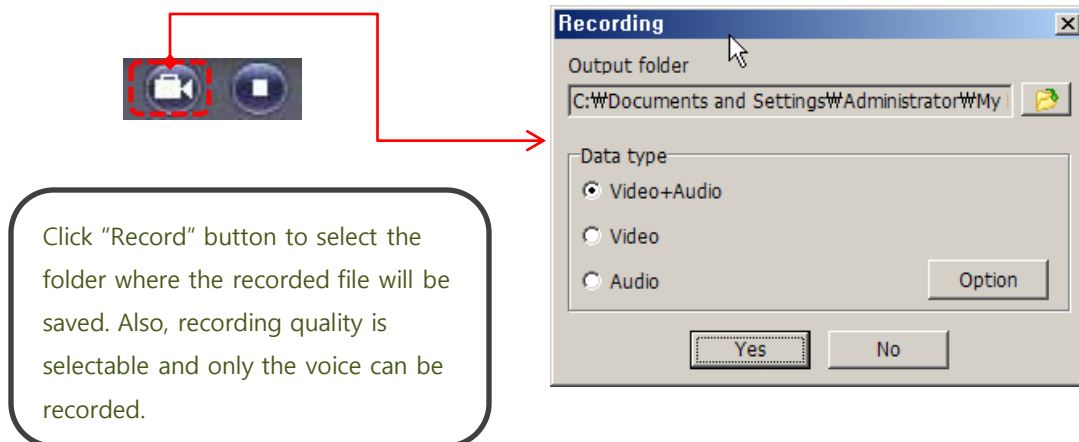 Recording
Output folder
C:₩Documents and Settings₩Administrator₩My
Data type
Video+Audio
Video
Audio
Option
Yes
No
Click “Record” button to select the
folder where the recorded file will be
saved. Also, recording quality is
selectable and only the voice can be
recorded.